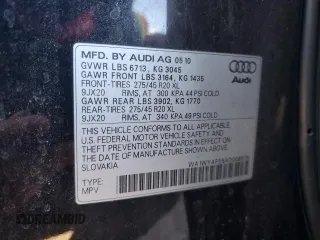 MFD. BY AUDI AG 05 10
GVWR LBS 6713, KG 3045
GAWR FRONT LBS 3164, KG 1435
FRONT-TIRES 275/45 R20 XL
9JX20 RIMS, AT 300 KPA 44 PSI COLD
GAWR REAR LBS 3902, KG 1770
REAR-TIRES 275/45 R20 XL
9JX20 RIMS, AT 340 KPA 49 PSI COLD
THIS VEHICLE CONFORMS TO ALL APPLICABLE
U.S. FEDERAL MOTOR VEHICLE SAFETY AND
THEFT PREVENTION STANDARDS IN EFFECT ON THE
DATE OF MANUFACTURE SHOWN ABOVE.
SLOVAKIA
TYPE:
MPV
Audi
IDREAMBID.COM